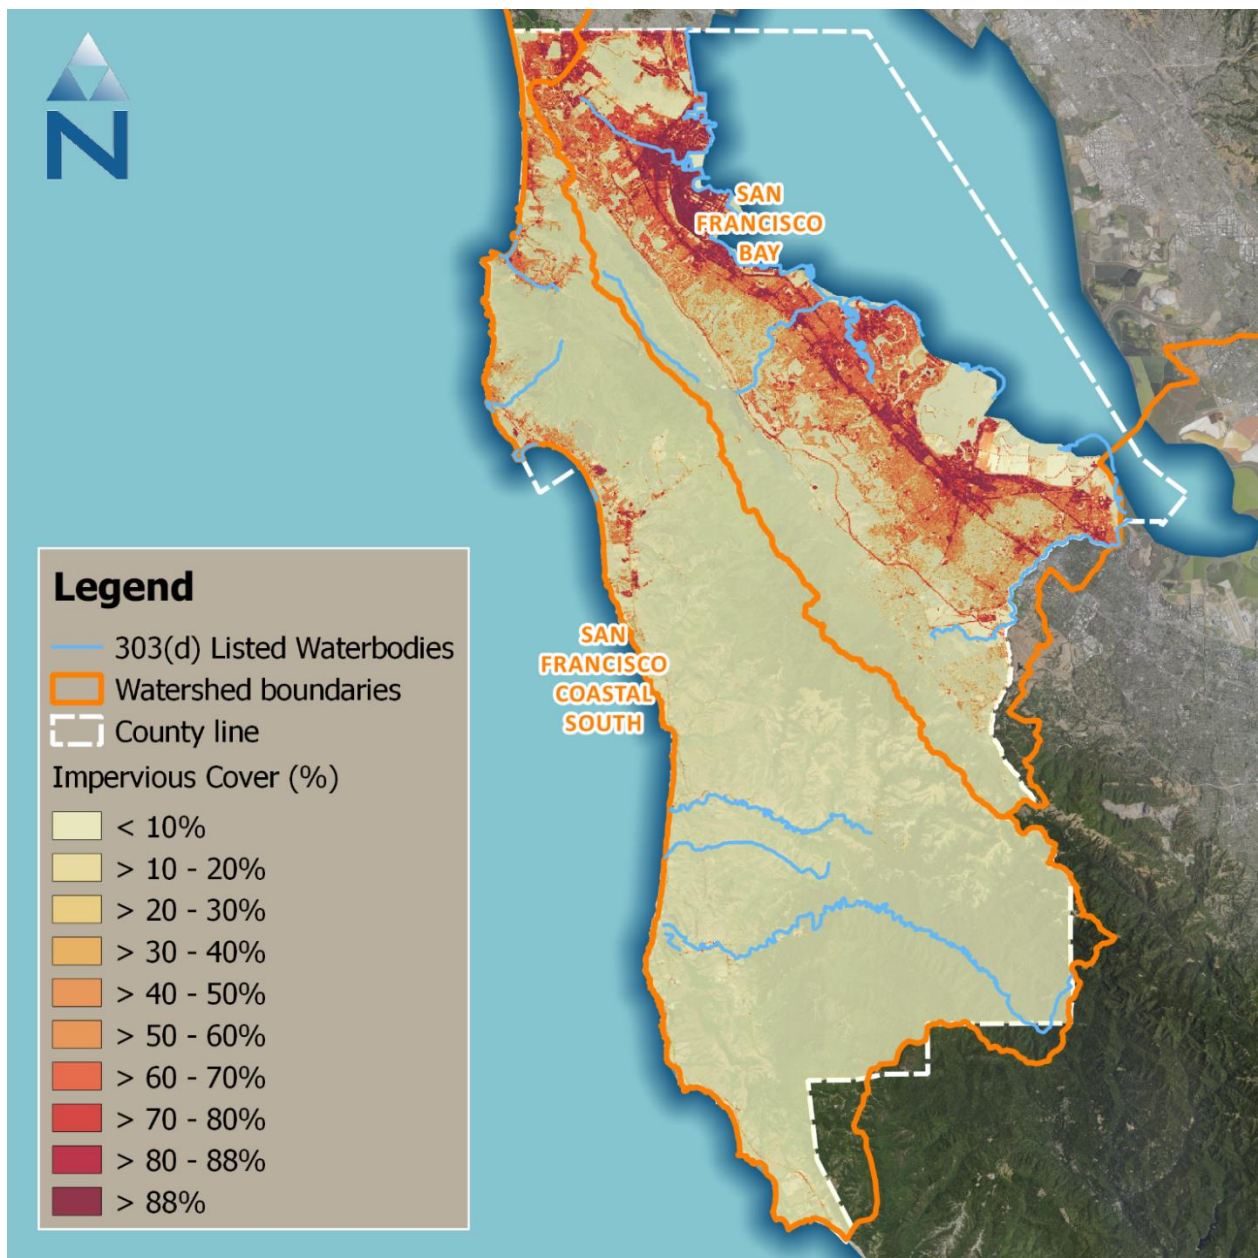 N
SAN
FRANCISCO
BAY
SAN
FRANCISCO
COASTAL
SOUTH
Legend
303(d) Listed Waterbodies
Watershed boundaries
County line
Impervious Cover (%)
< 10%
> 10 - 20%
> 20 - 30%
> 30 - 40%
> 40 - 50%
> 50 - 60%
> 60 - 70%
> 70 - 80%
> 80 - 88%
> 88%